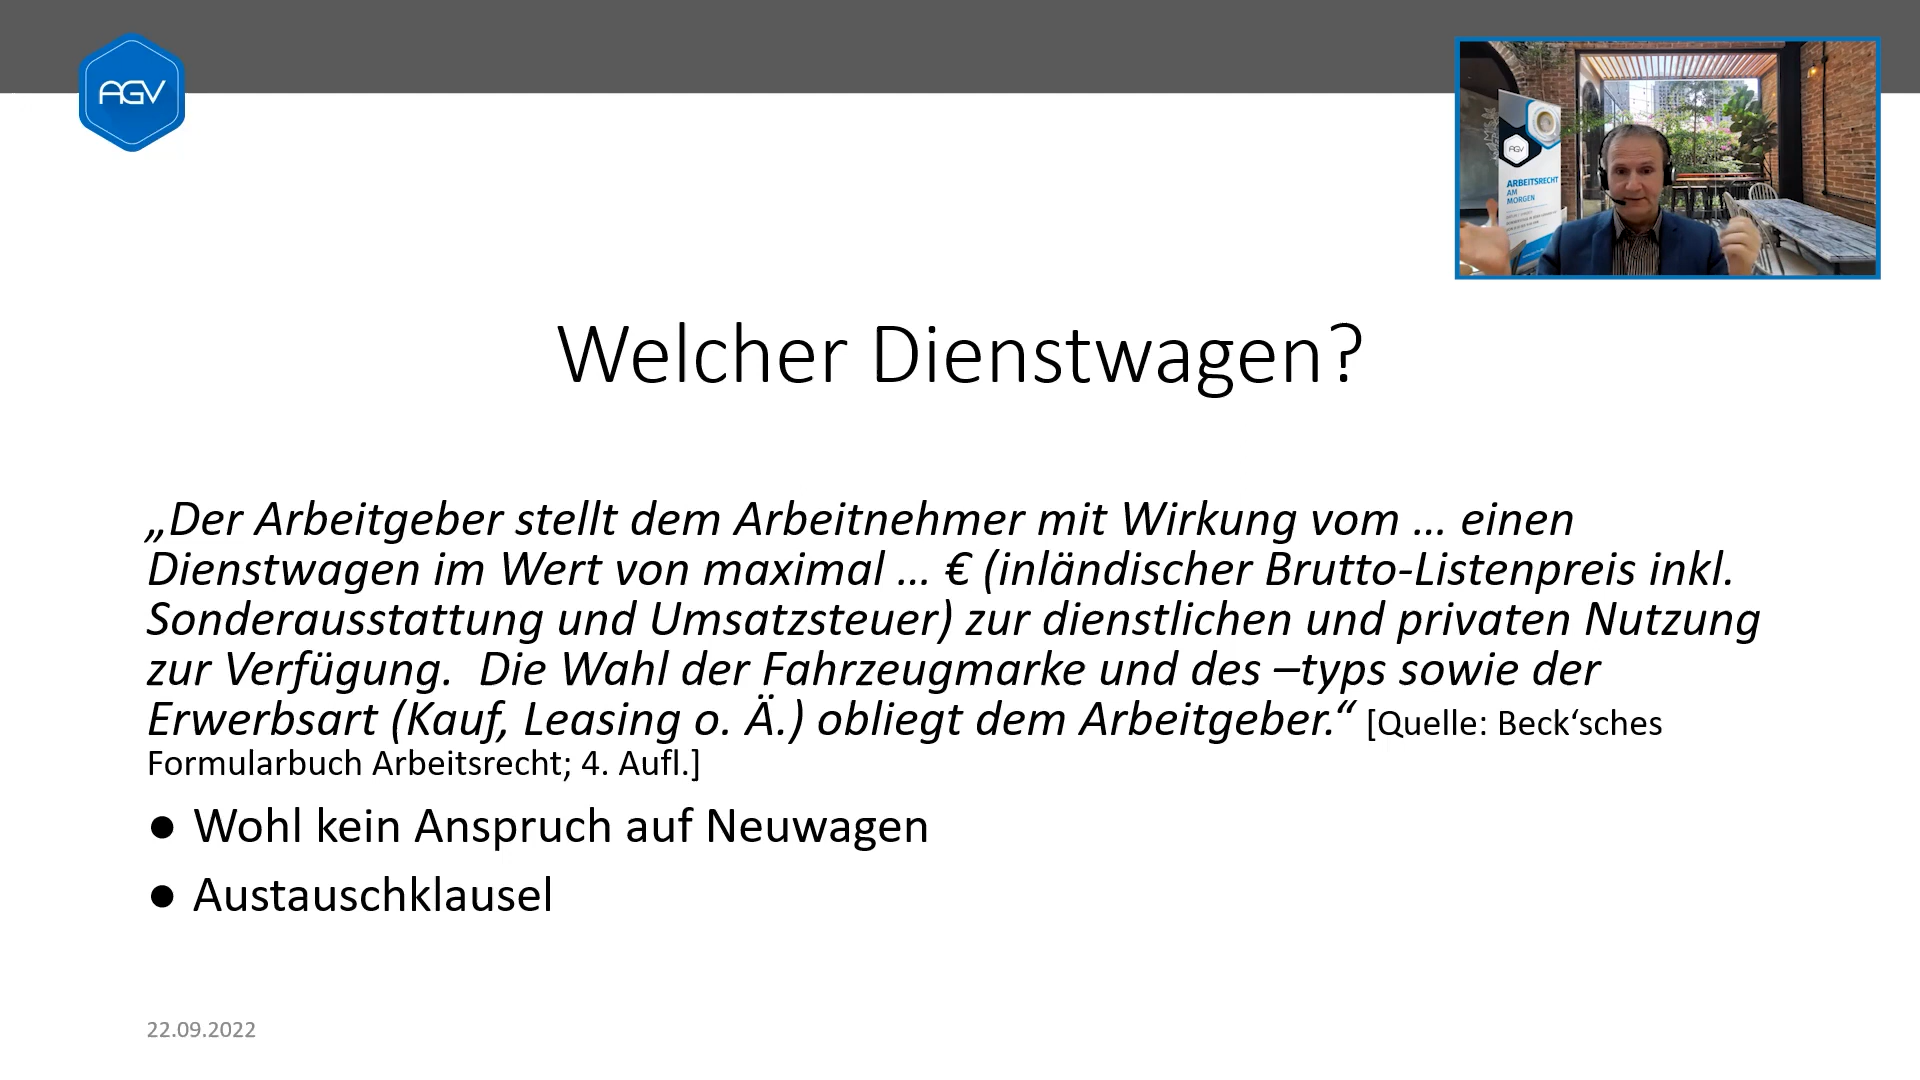 AGV
AGV
ARBEITSRECHT
AM
MORGEN
Welcher Dienstwagen?
„Der Arbeitgeber stellt dem Arbeitnehmer mit Wirkung vom … einen
Dienstwagen im Wert von maximal … € (inländischer Brutto-Listenpreis inkl.
Sonderausstattung und Umsatzsteuer) zur dienstlichen und privaten Nutzung
zur Verfügung.  Die Wahl der Fahrzeugmarke und des –typs sowie der
Erwerbsart (Kauf, Leasing o. Ä.) obliegt dem Arbeitgeber.“ [Quelle: Beck‘sches
Formularbuch Arbeitsrecht; 4. Aufl.]
● Wohl kein Anspruch auf Neuwagen
● Austauschklausel
22.09.2022